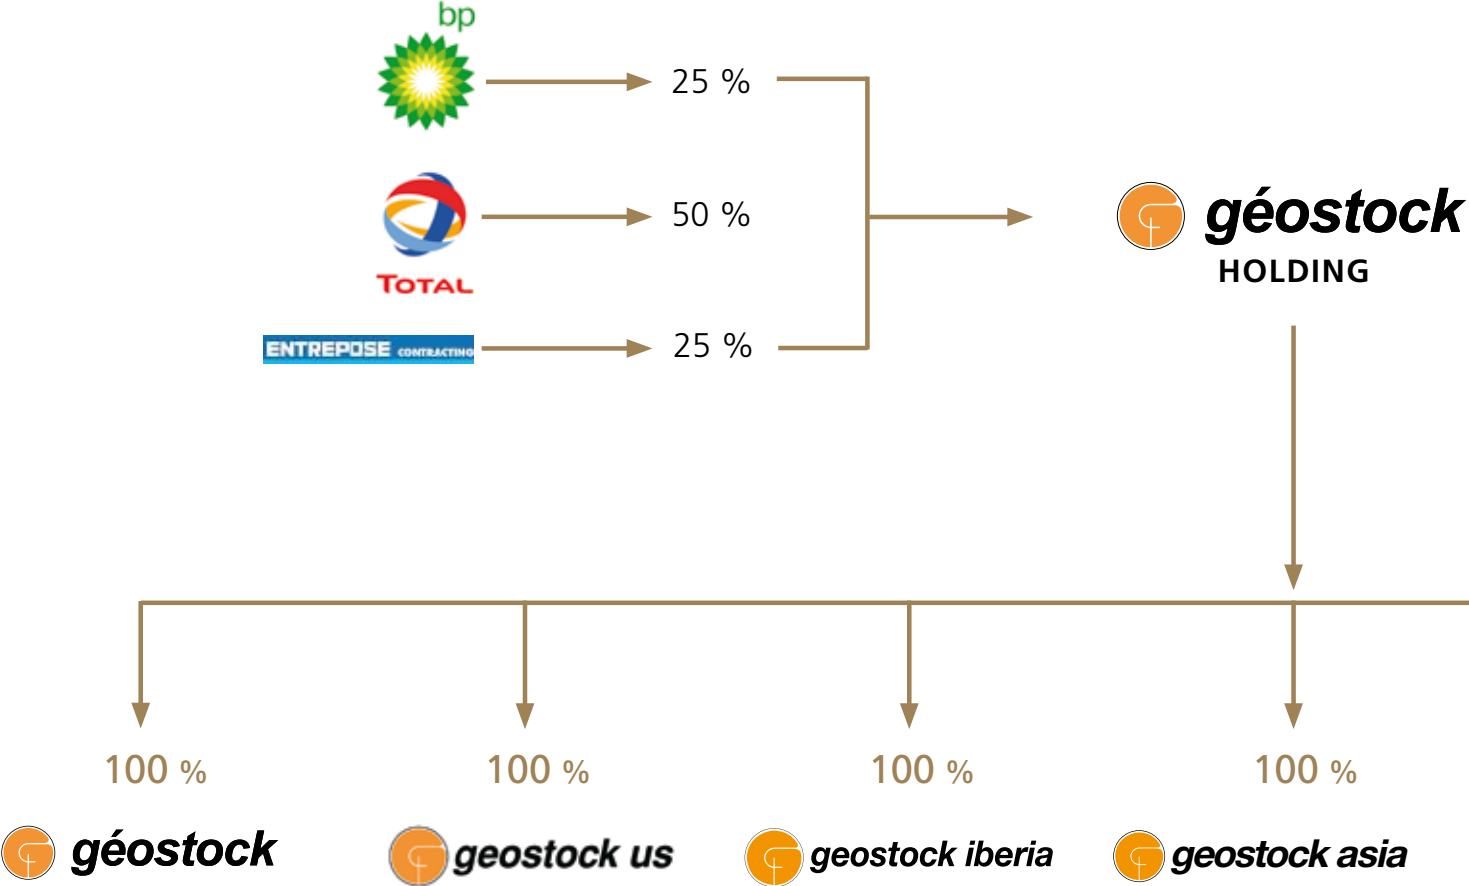 bp
25 %
TOTAL
50 %
ENTREPOSE CONTRACTING
25 %
géostock
HOLDING
100 %
100 %
100 %
100 %
géostock
geostock us
geostock iberia
geostock asia